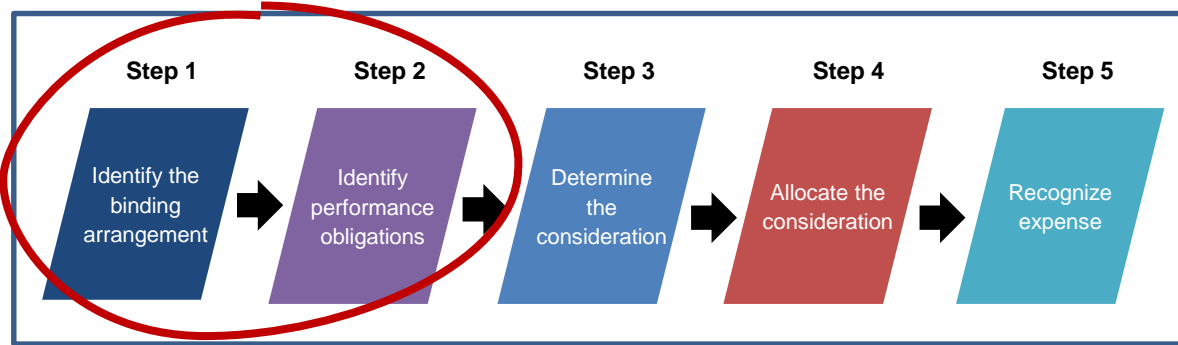 Step 1
Step 2
Step 3
Step 4
Step 5
Identify the
binding
arrangement
Identify
performance
obligations
Determine
the
consideration
Allocate the
consideration
Recognize
expense